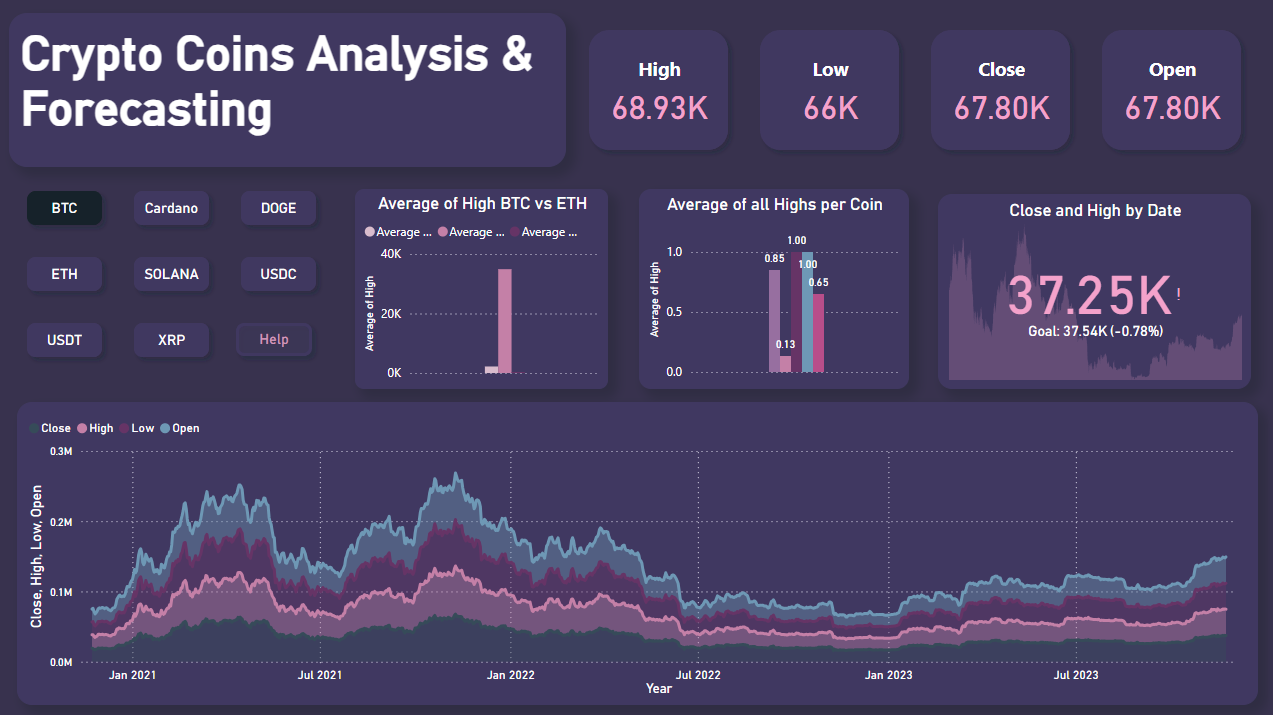 Crypto Coins Analysis &
Forecasting
High
68.93K
Low
66K
Close
67.80K
Open
67.80K
BTC
Cardano
DOGE
ETH
SOLANA
USDC
USDT
XRP
Help
Average of High BTC vs ETH
Average ...
Average ...
Average ...
40K
20K
0K
Average of High
Average of all Highs per Coin
1.0
0.5
0.0
Average of High
0.85
0.13
1.00
1.00
0.65
Close and High by Date
37.25K!
Goal: 37.54K (-0.78%)
Close High Low Open
0.3M
0.2M
0.1M
0.0M
Close, High, Low, Open
Jan 2021 Jul 2021 Jan 2022 Jul 2022 Jan 2023 Jul 2023
Year